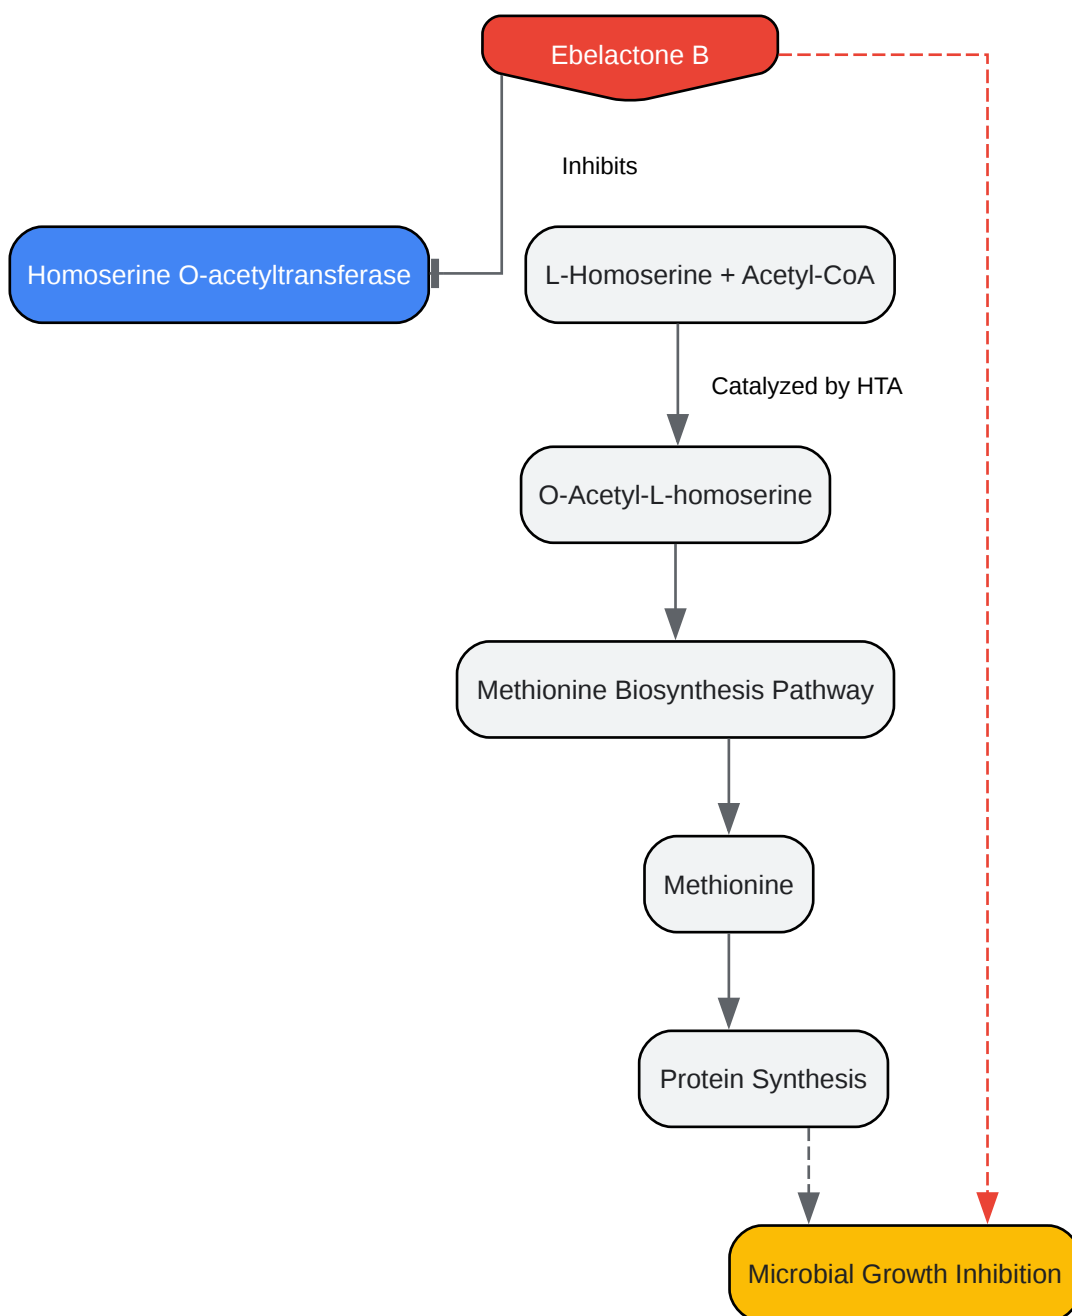 Ebelactone B
Inhibits
Homoserine O-acetyltransferase
L-Homoserine + Acetyl-CoA
Catalyzed by HTA
O-Acetyl-L-homoserine
Methionine Biosynthesis Pathway
Methionine
Protein Synthesis
Microbial Growth Inhibition